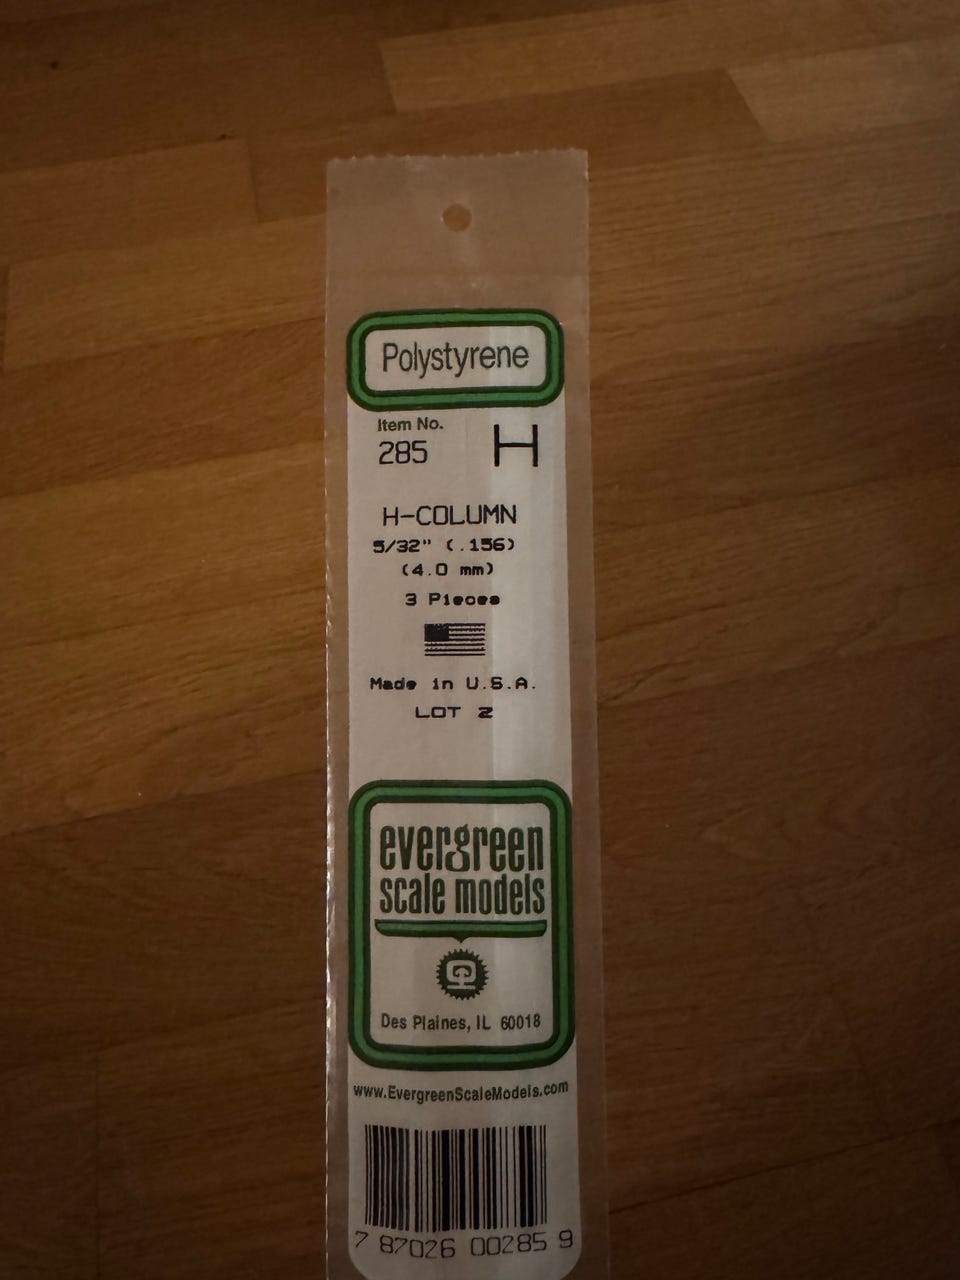 Polystyrene
Item No.
285 H
H-COLUMN
5/32" (.156)
(4.0 mm)
3 Pieces
Made in U.S.A.
LOT 2
evergreen
scale models
Des Plaines, IL 60018
www.EvergreenScaleModels.com
7 87026 00285 9